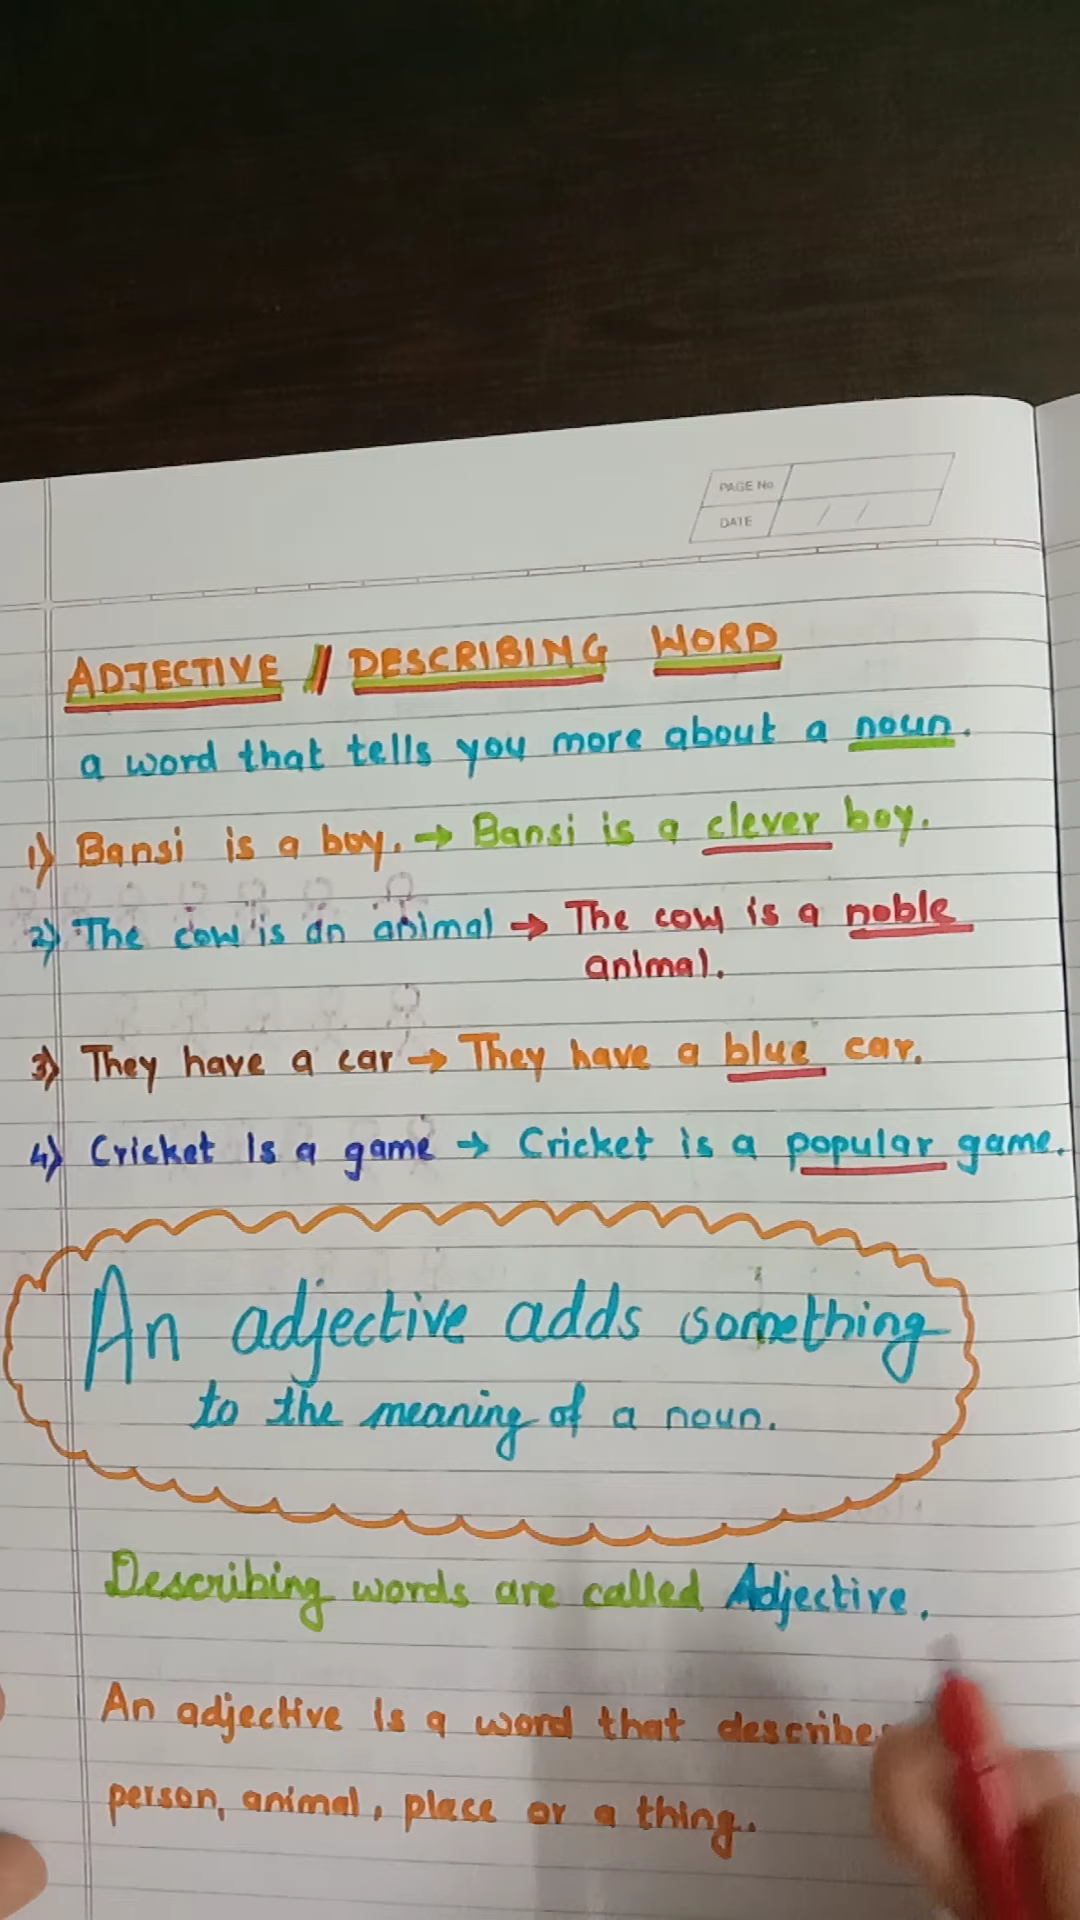 PAGE No
DATE / /
ADJECTIVE // DESCRIBING WORD
a word that tells you more about a noun.
1) Bansi is a boy. → Bansi is a clever boy.
2) The cow is an animal → The cow is a noble
animal.
3) They have a car → They have a blue car.
4) Cricket is a game → Cricket is a popular game.
An adjective adds something
to the meaning of a noun.
Describing words are called Adjective.
An adjective is a word that describe
person, animal, place or a thing.